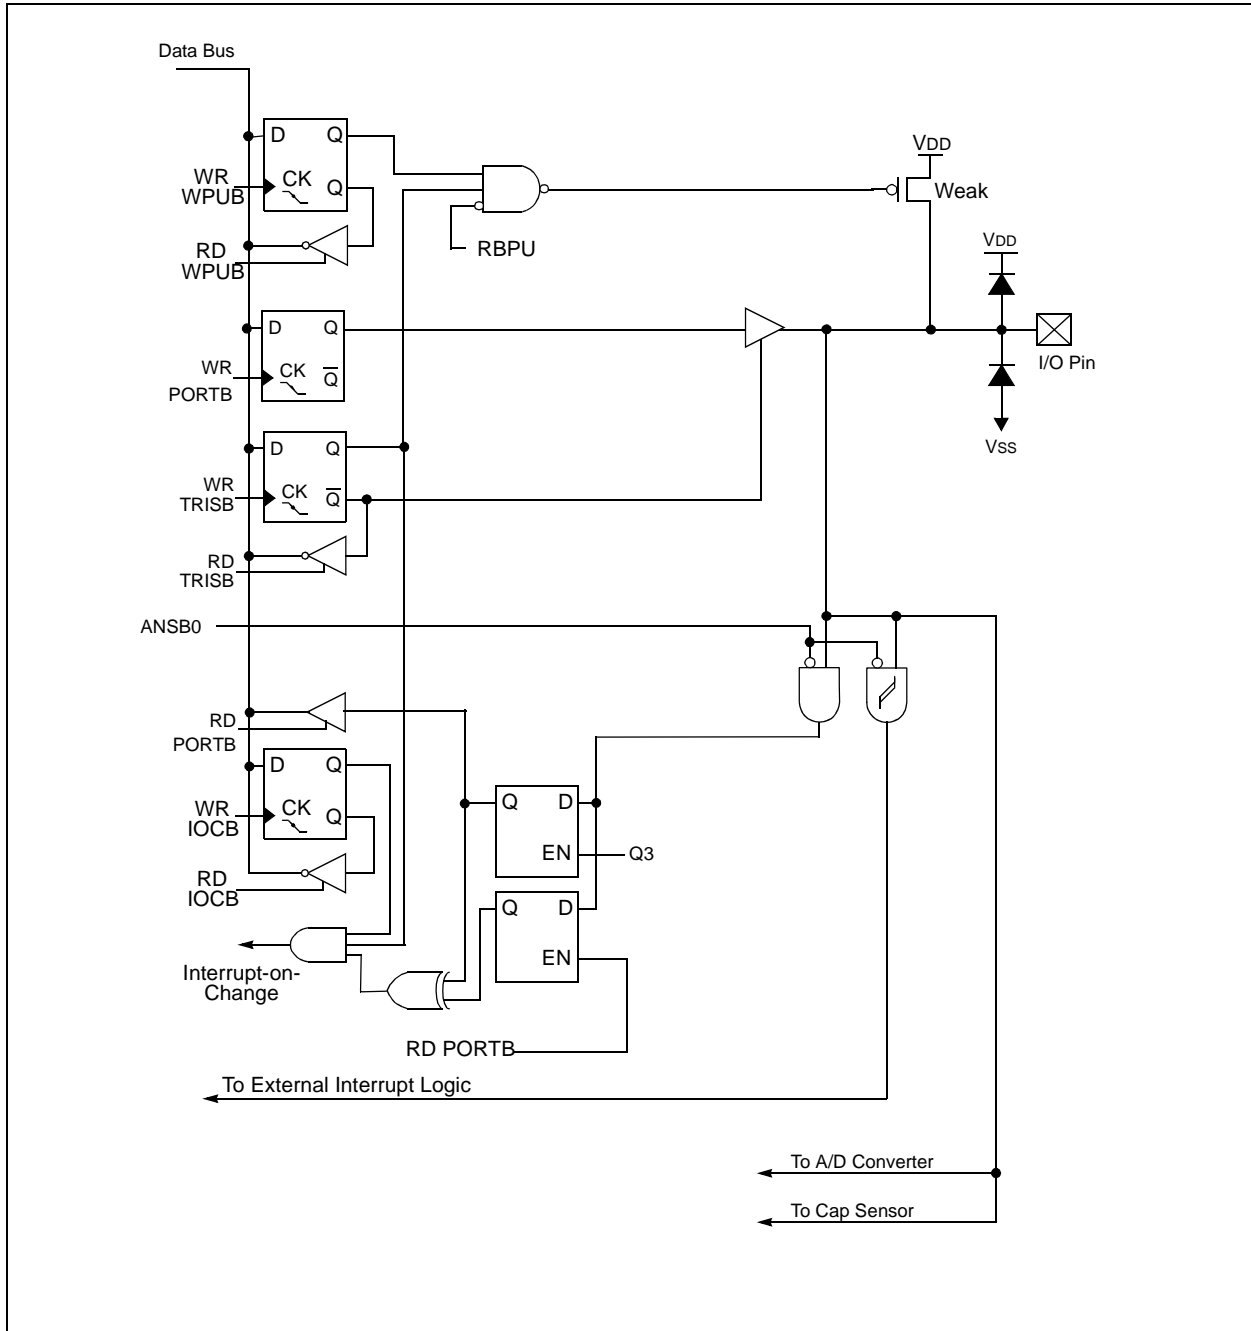 Data Bus
D Q
WR
WPUB
CK Q
RD
WPUB
RBPU
VDD
Weak
VDD
I/O Pin
VSS
D Q
WR
PORTB
CK Q
D Q
WR
TRISB
CK Q
RD
TRISB
ANSB0
RD
PORTB
D Q
WR
IOCB
CK Q
RD
IOCB
Q D
EN
Q3
Q D
EN
Interrupt-on-
Change
RD PORTB
To External Interrupt Logic
To A/D Converter
To Cap Sensor